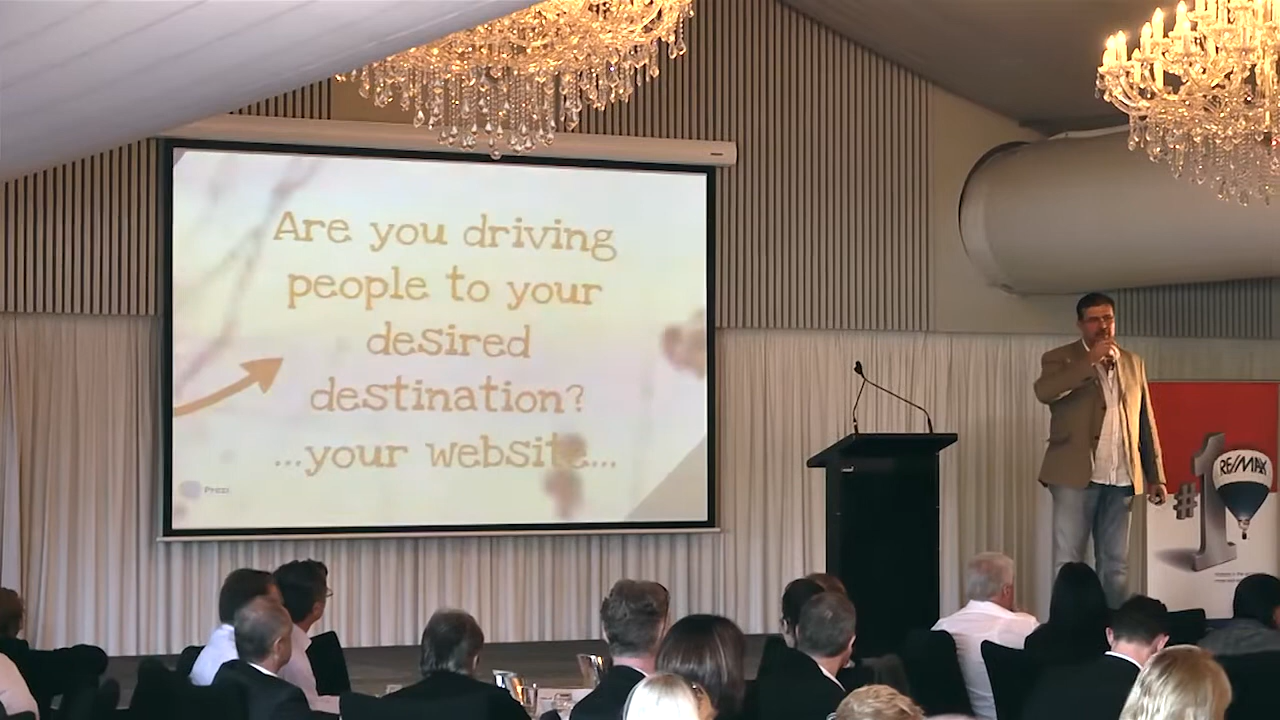 Are you driving
people to your
desired
destination?
...your website...
Prezi
#1
RE/MAX